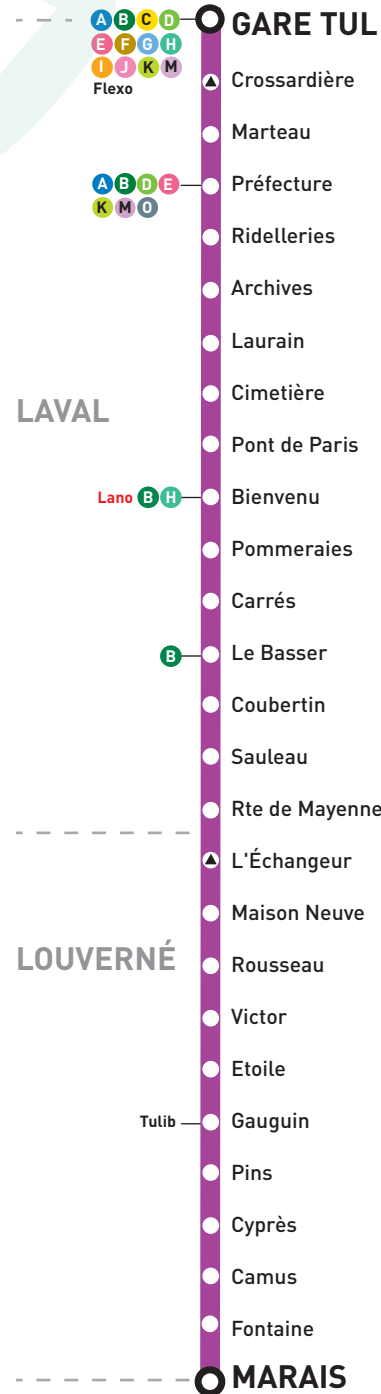 A B C D GARE TUL
E F G H
I J K M
Flexo
Crossardière
Marteau
A B D E Préfecture
K M O
Ridelleries
Archives
Laurain
Cimetière
LAVAL
Pont de Paris
Lano B H Bienvenu
Pommeraies
Carrés
B Le Basser
Coubertin
Sauleau
Rte de Mayenne
L'Échangeur
Maison Neuve
LOUVERNÉ Rousseau
Victor
Etoile
Tulib Gauguin
Pins
Cyprès
Camus
Fontaine
MARAIS